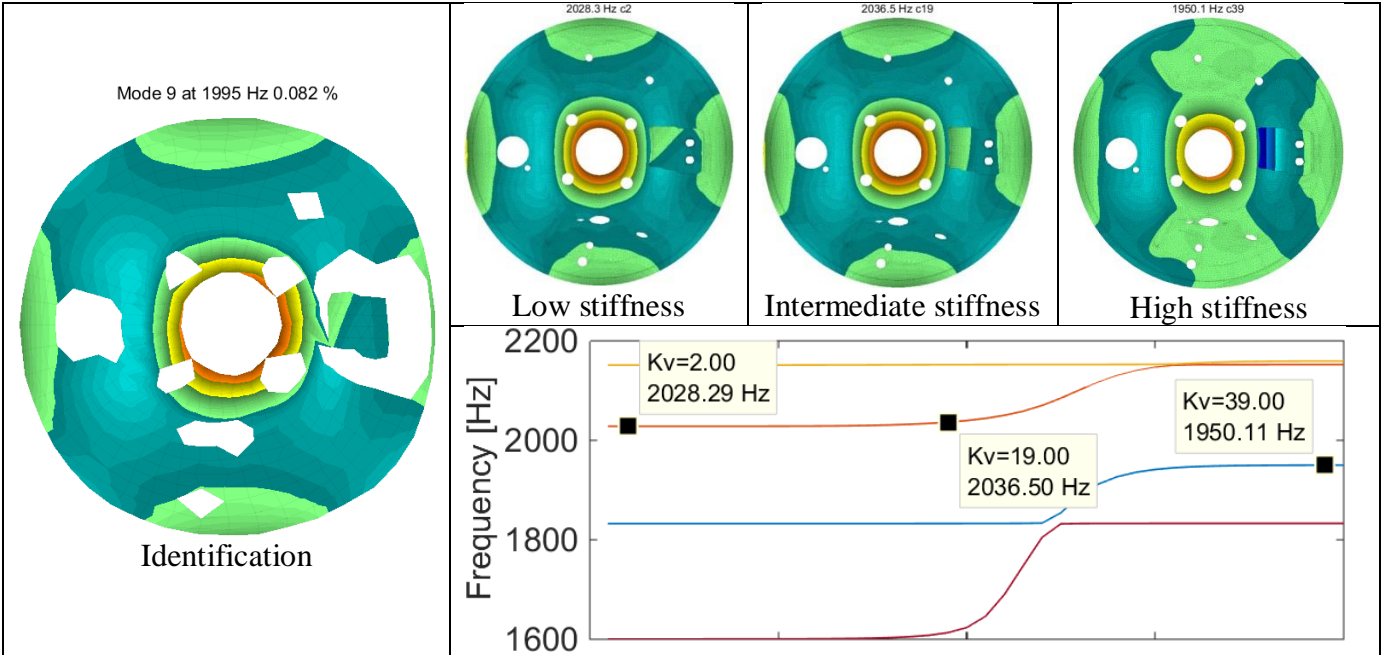 Mode 9 at 1995 Hz 0.082 %
Identification
2028.3 Hz c2
Low stiffness
2036.5 Hz c19
Intermediate stiffness
1950.1 Hz c39
High stiffness
Frequency [Hz]
2200
2000
1800
1600
Kv=2.00
2028.29 Hz
Kv=19.00
2036.50 Hz
Kv=39.00
1950.11 Hz